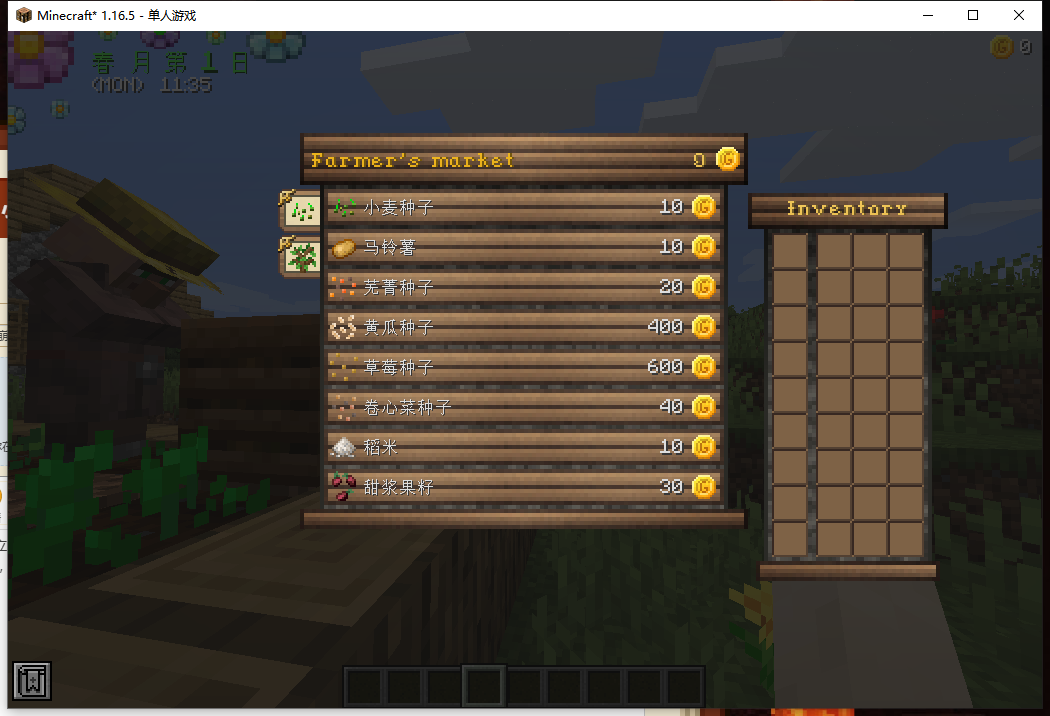 Minecraft* 1.16.5 - 单人游戏
春 月 第 1 日
(MON) 11:35
0
Farmer's market 0
小麦种子 10
马铃薯 10
芜菁种子 20
黄瓜种子 400
草莓种子 600
卷心菜种子 40
稻米 10
甜浆果籽 30
Inventory